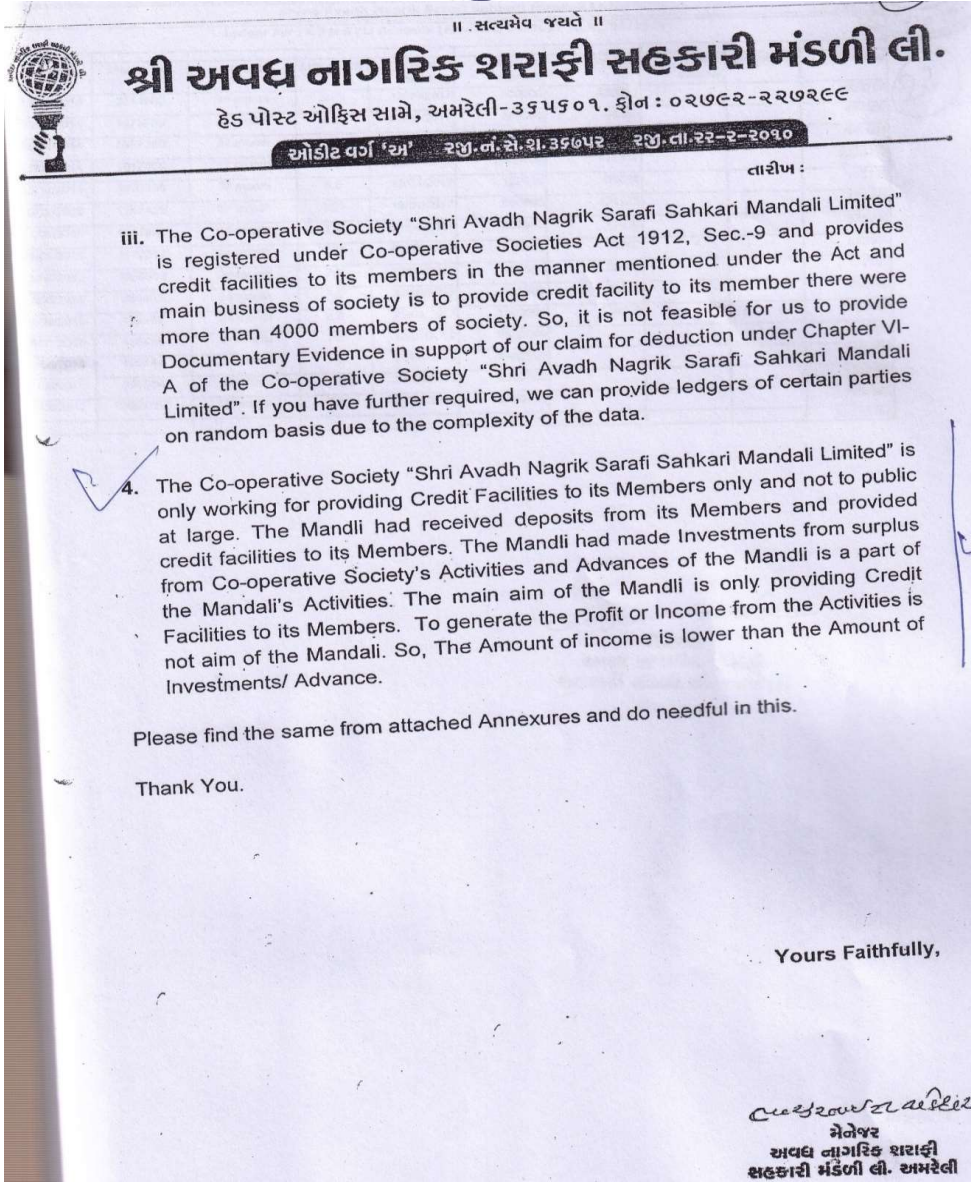 ॥ સત્યમેવ જયતે ॥
શ્રી અવધ નાગરિક શરાફી સહકારી મંડળી લી.
હેડ પોસ્ટ ઓફિસ સામે, અમરેલી-૩૬૫૬૦૧. ફોન : ૦૨૭૯૨-૨૨૭૨૯૯
ઓડીટ વર્ગ ‘અ’ રજી.નં.સે.શ.૩૬૭૫૨ રજી.તા.૨૨-૨-૨૦૧૦
તારીખ :
iii. The Co-operative Society “Shri Avadh Nagrik Sarafi Sahkari Mandali Limited”
is registered under Co-operative Societies Act 1912, Sec.-9 and provides
credit facilities to its members in the manner mentioned under the Act and
main business of society is to provide credit facility to its member there were
more than 4000 members of society. So, it is not feasible for us to provide
Documentary Evidence in support of our claim for deduction under Chapter VI-
A of the Co-operative Society “Shri Avadh Nagrik Sarafi Sahkari Mandali
Limited”. If you have further required, we can provide ledgers of certain parties
on random basis due to the complexity of the data.
4. The Co-operative Society “Shri Avadh Nagrik Sarafi Sahkari Mandali Limited” is
only working for providing Credit Facilities to its Members only and not to public
at large. The Mandli had received deposits from its Members and provided
credit facilities to its Members. The Mandli had made Investments from surplus
from Co-operative Society’s Activities and Advances of the Mandli is a part of
the Mandali’s Activities. The main aim of the Mandli is only providing Credit
Facilities to its Members. To generate the Profit or Income from the Activities is
not aim of the Mandali. So, The Amount of income is lower than the Amount of
Investments/ Advance.
Please find the same from attached Annexures and do needful in this.
Thank You.
Yours Faithfully,
મેનેજર
અવધ નાગરિક શરાફી
સહકારી મંડળી લી. અમરેલી